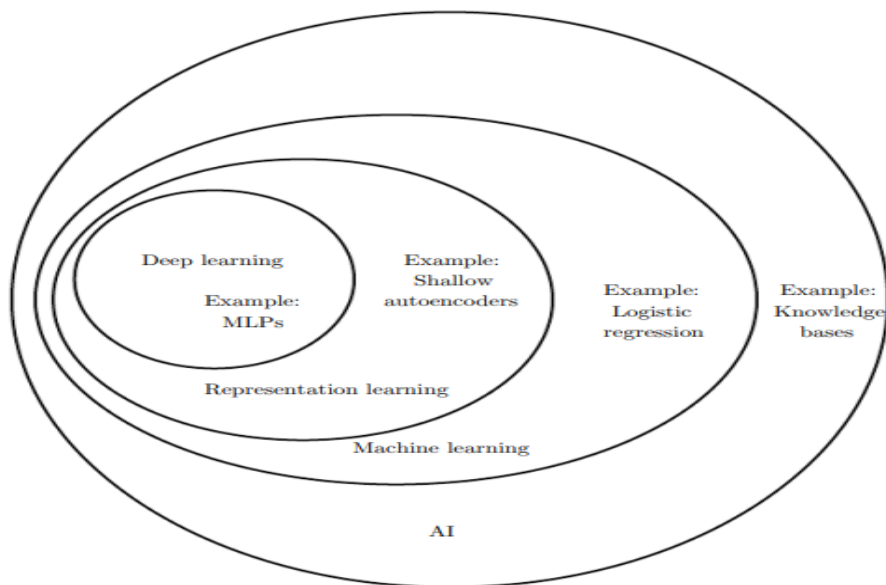 Deep learning
Example:
MLPs
Example:
Shallow
autoencoders
Example:
Logistic
regression
Example:
Knowledge
bases
Representation learning
Machine learning
AI